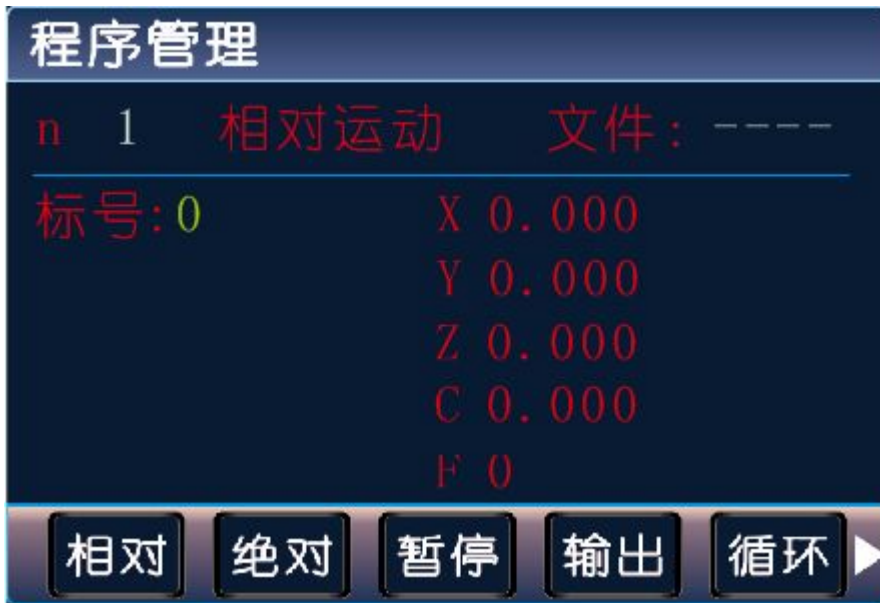 程序管理
n 1 相对运动 文件: ----
标号:0 X 0.000
Y 0.000
Z 0.000
C 0.000
F 0
相对 绝对 暂停 输出 循环